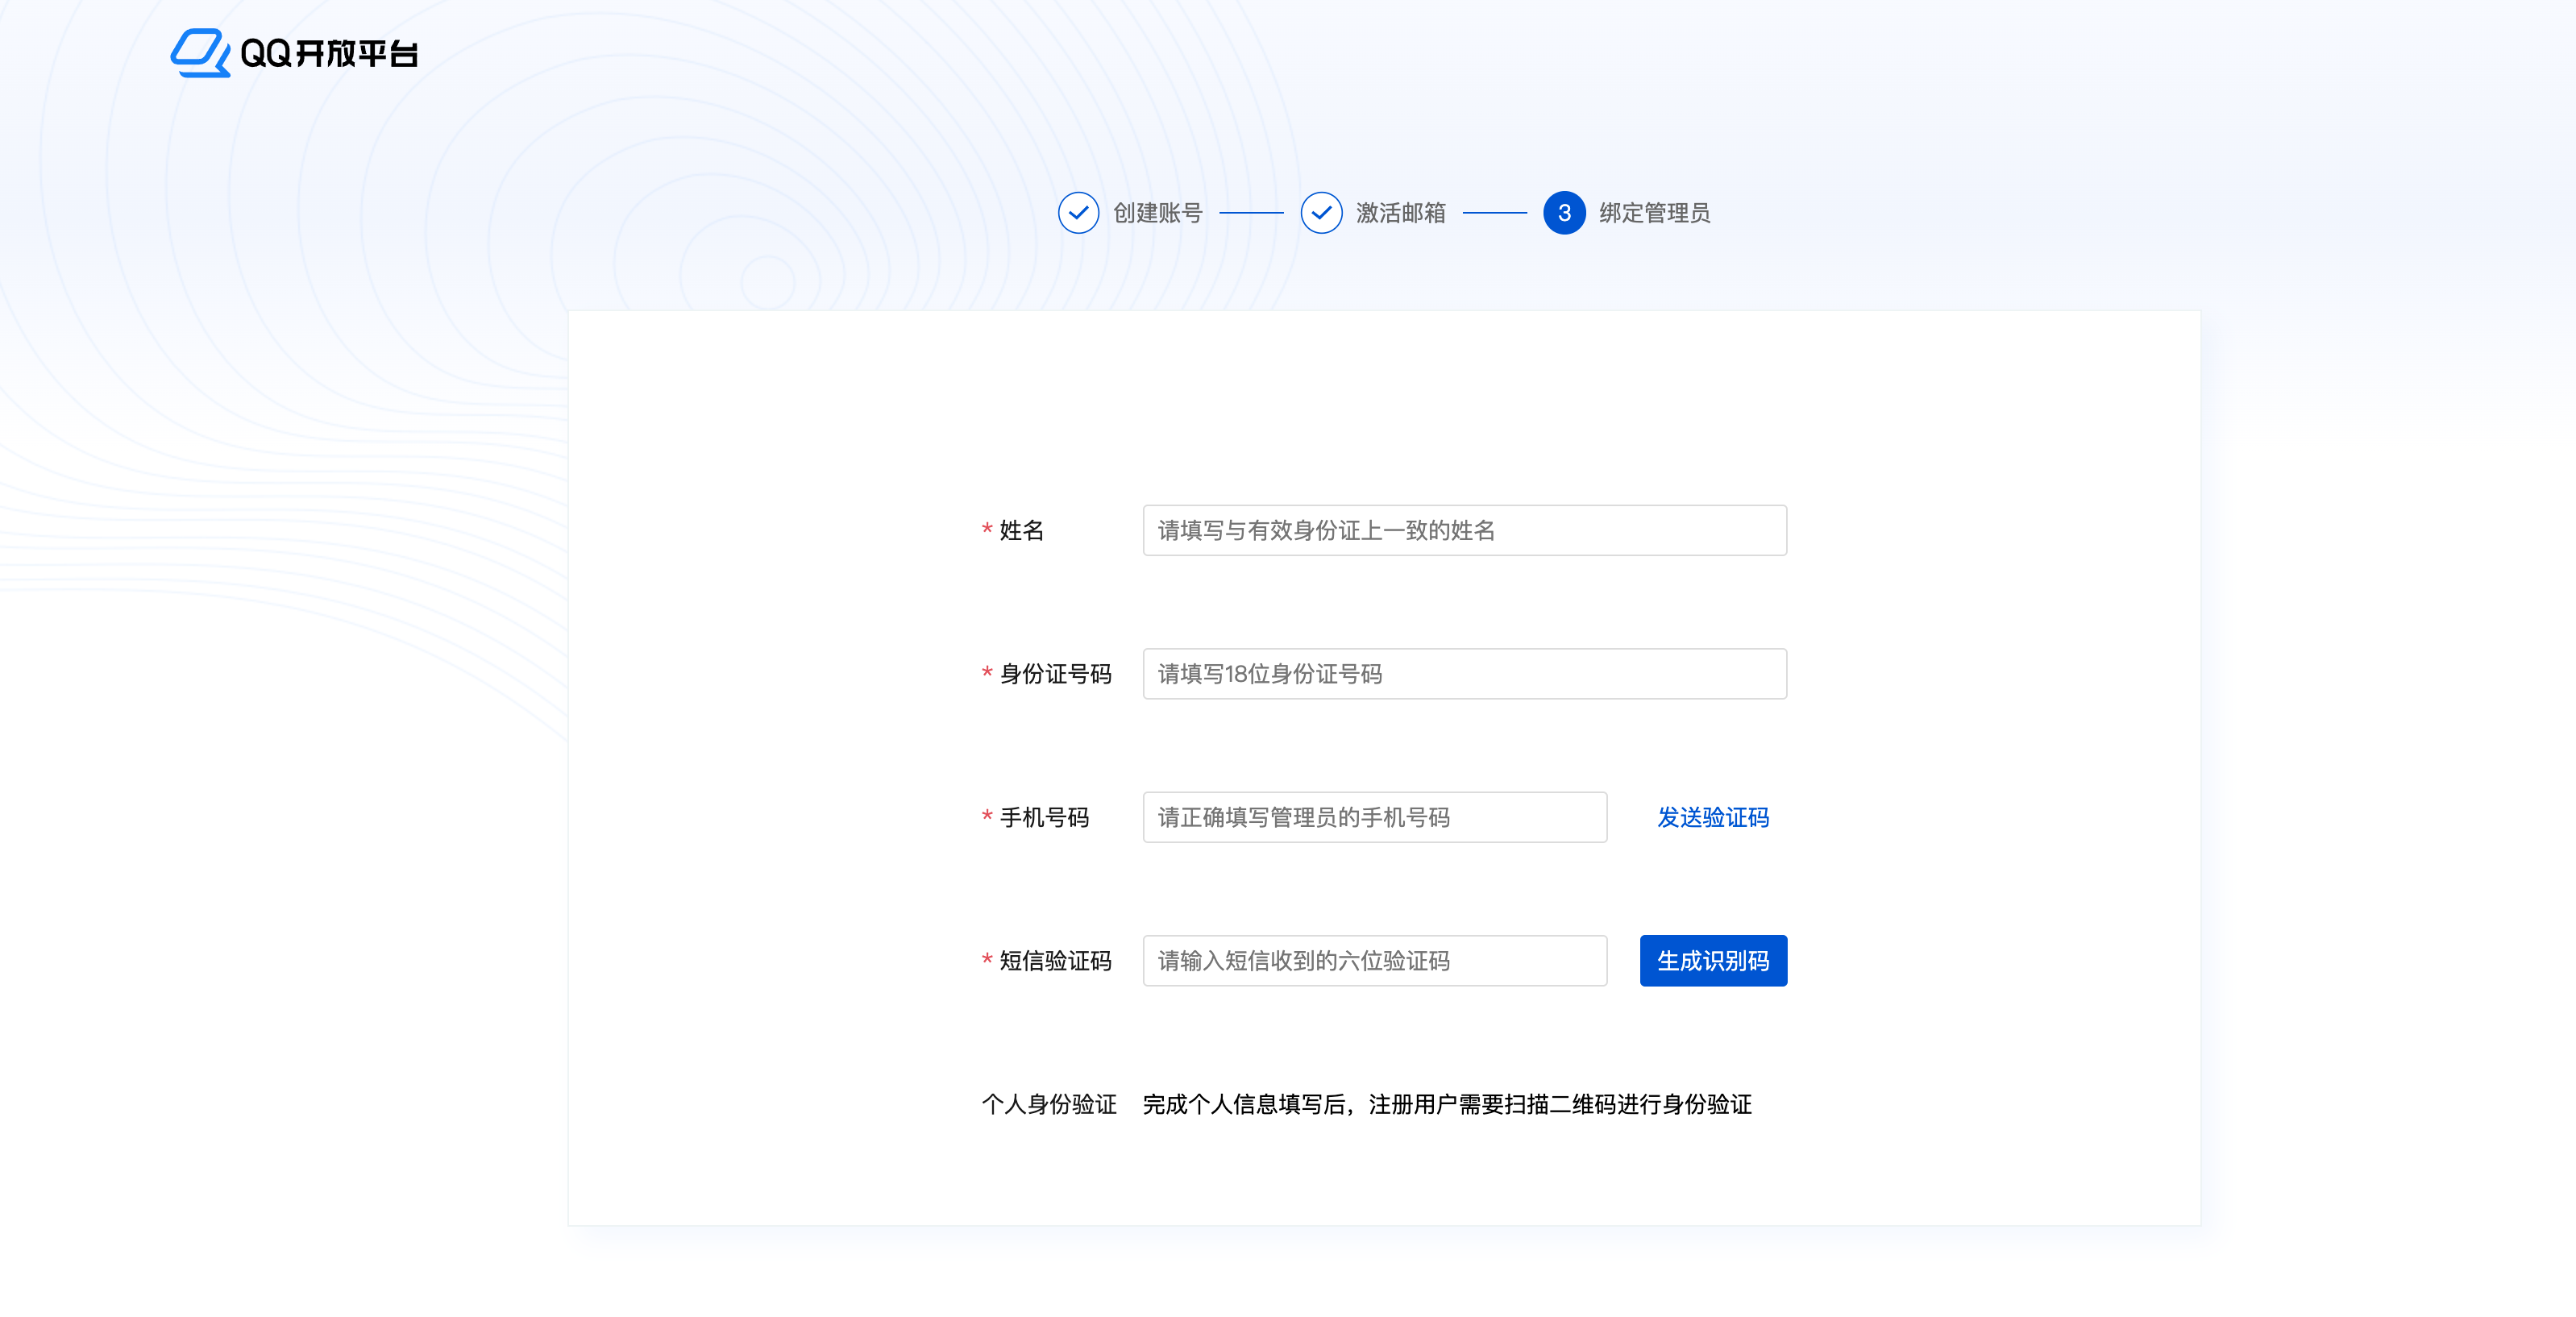 QQ开放平台
创建账号 激活邮箱 3 绑定管理员
* 姓名 请填写与有效身份证上一致的姓名
* 身份证号码 请填写18位身份证号码
* 手机号码 请正确填写管理员的手机号码 发送验证码
* 短信验证码 请输入短信收到的六位验证码 生成识别码
个人身份验证 完成个人信息填写后，注册用户需要扫描二维码进行身份验证